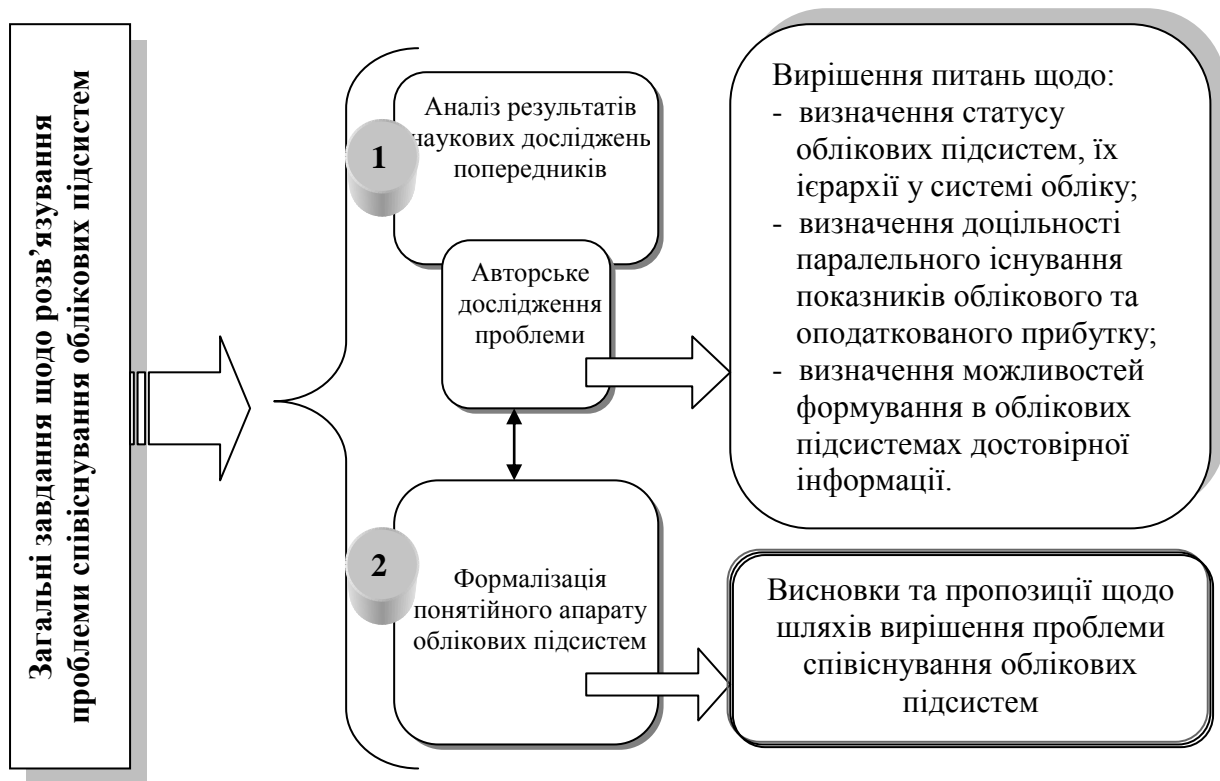 Загальні завдання щодо розв’язування
проблеми співіснування облікових підсистем
1
Аналіз результатів
наукових досліджень
попередників
Авторське
дослідження
проблеми
2
Формалізація
понятійного апарату
облікових підсистем
Вирішення питань щодо:
- визначення статусу
облікових підсистем, їх
ієрархії у системі обліку;
- визначення доцільності
паралельного існування
показників облікового та
оподаткованого прибутку;
- визначення можливостей
формування в облікових
підсистемах достовірної
інформації.
Висновки та пропозиції щодо
шляхів вирішення проблеми
співіснування облікових
підсистем